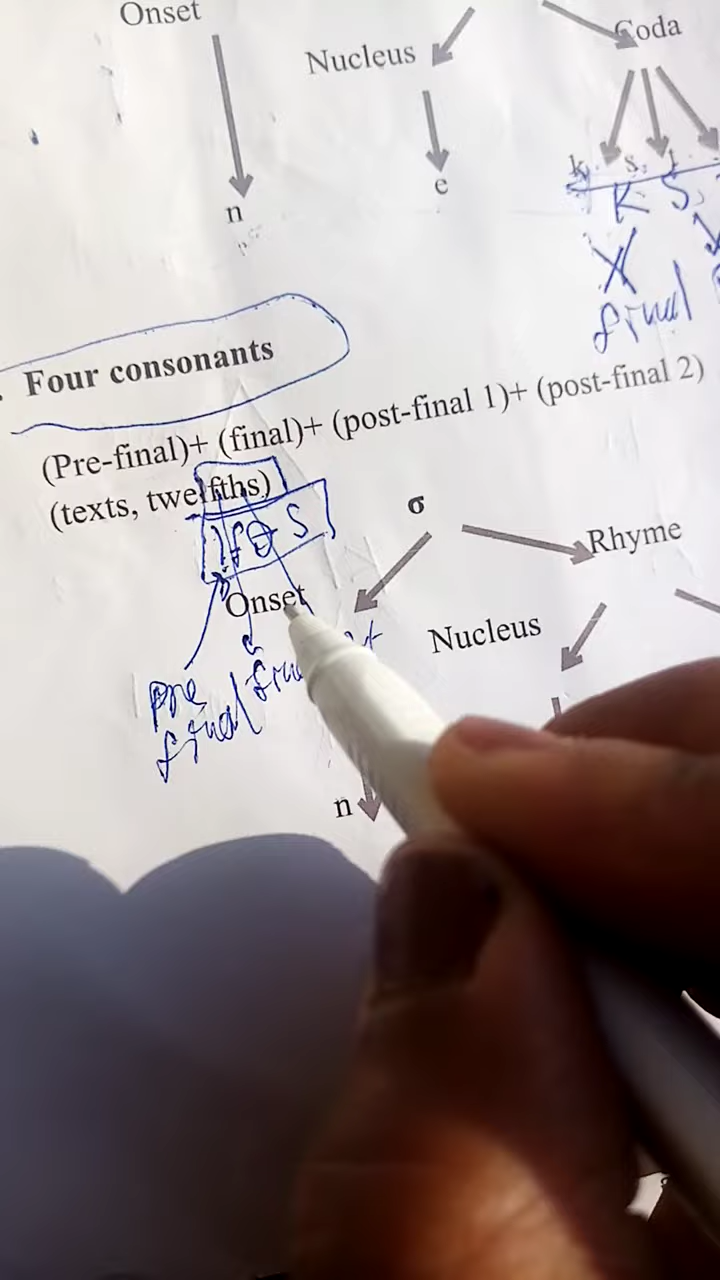 Onset
Nucleus
Coda
n
e
k, s, t
K S,
X
final
Four consonants
(Pre-final)+ (final)+ (post-final 1)+ (post-final 2)
(texts, twelfths)
lfθs
σ
Rhyme
Onset
Nucleus
Pre
final
n